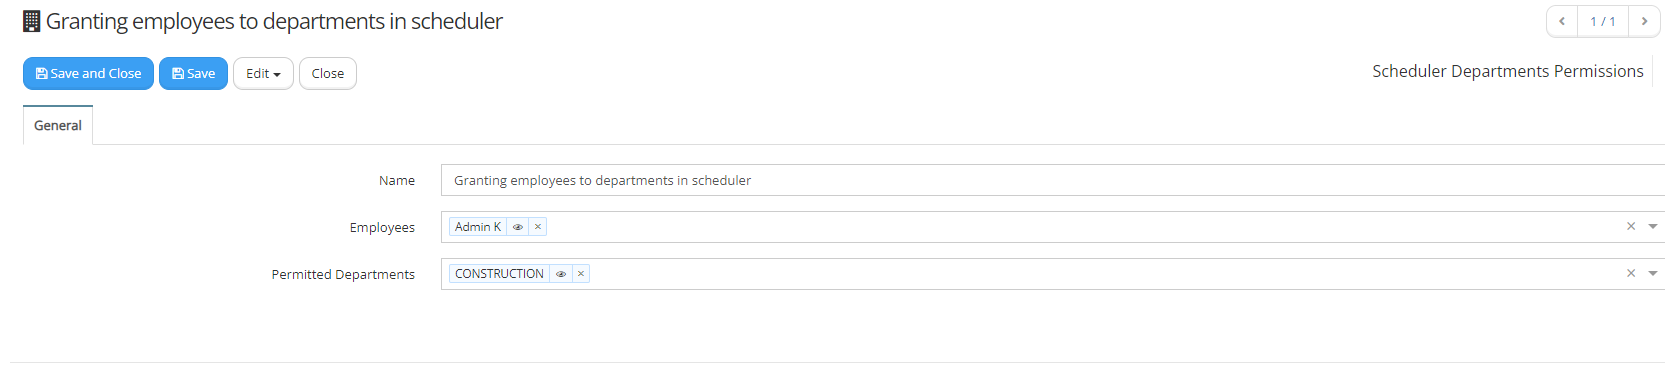 Granting employees to departments in scheduler
1 / 1
Save and Close Save Edit Close
Scheduler Departments Permissions
General
Name Granting employees to departments in scheduler
Employees Admin K × ×
Permitted Departments CONSTRUCTION × ×